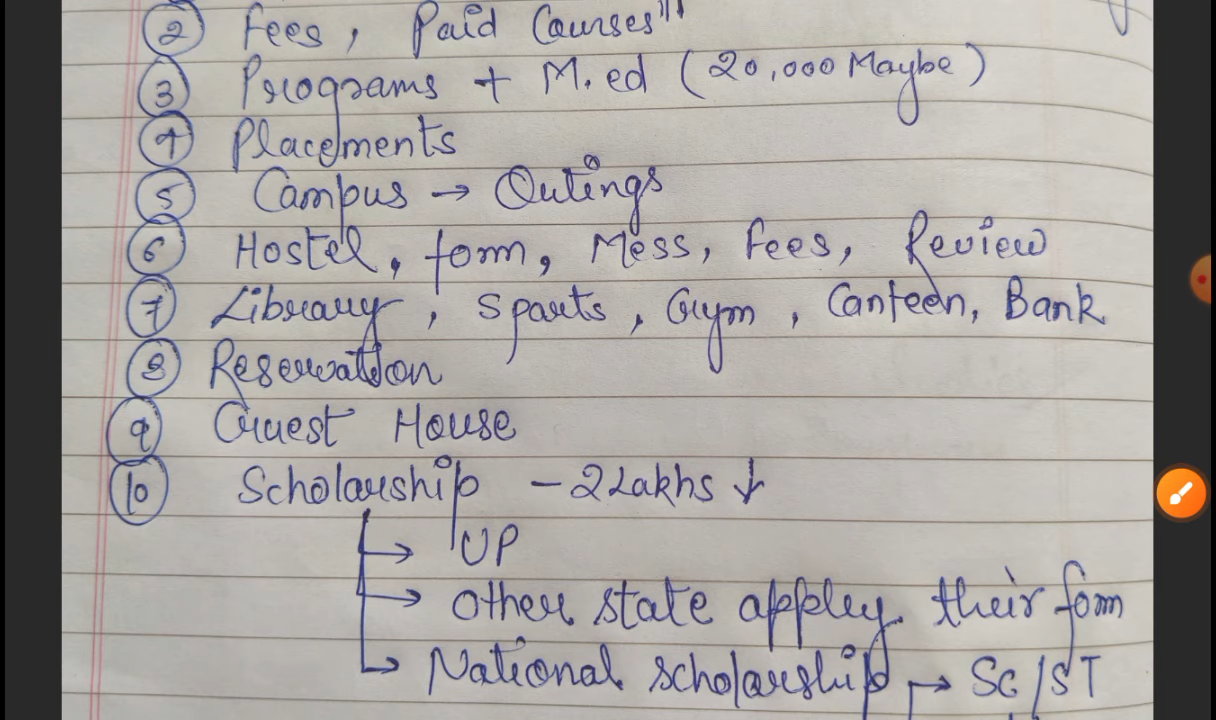 ② Fees, Paid Courses"
③ Programs + M.ed (20,000 Maybe)
④ Placements
⑤ Campus → Outings
⑥ Hostel, form, Mess, fees, Review
⑦ Library, Sports, Gym, Canteen, Bank
⑧ Reservation
⑨ Guest House
⑩ Scholarship - 2 Lakhs ↓
→ UP
→ Other state apply their form
→ National scholarship → SC/ST